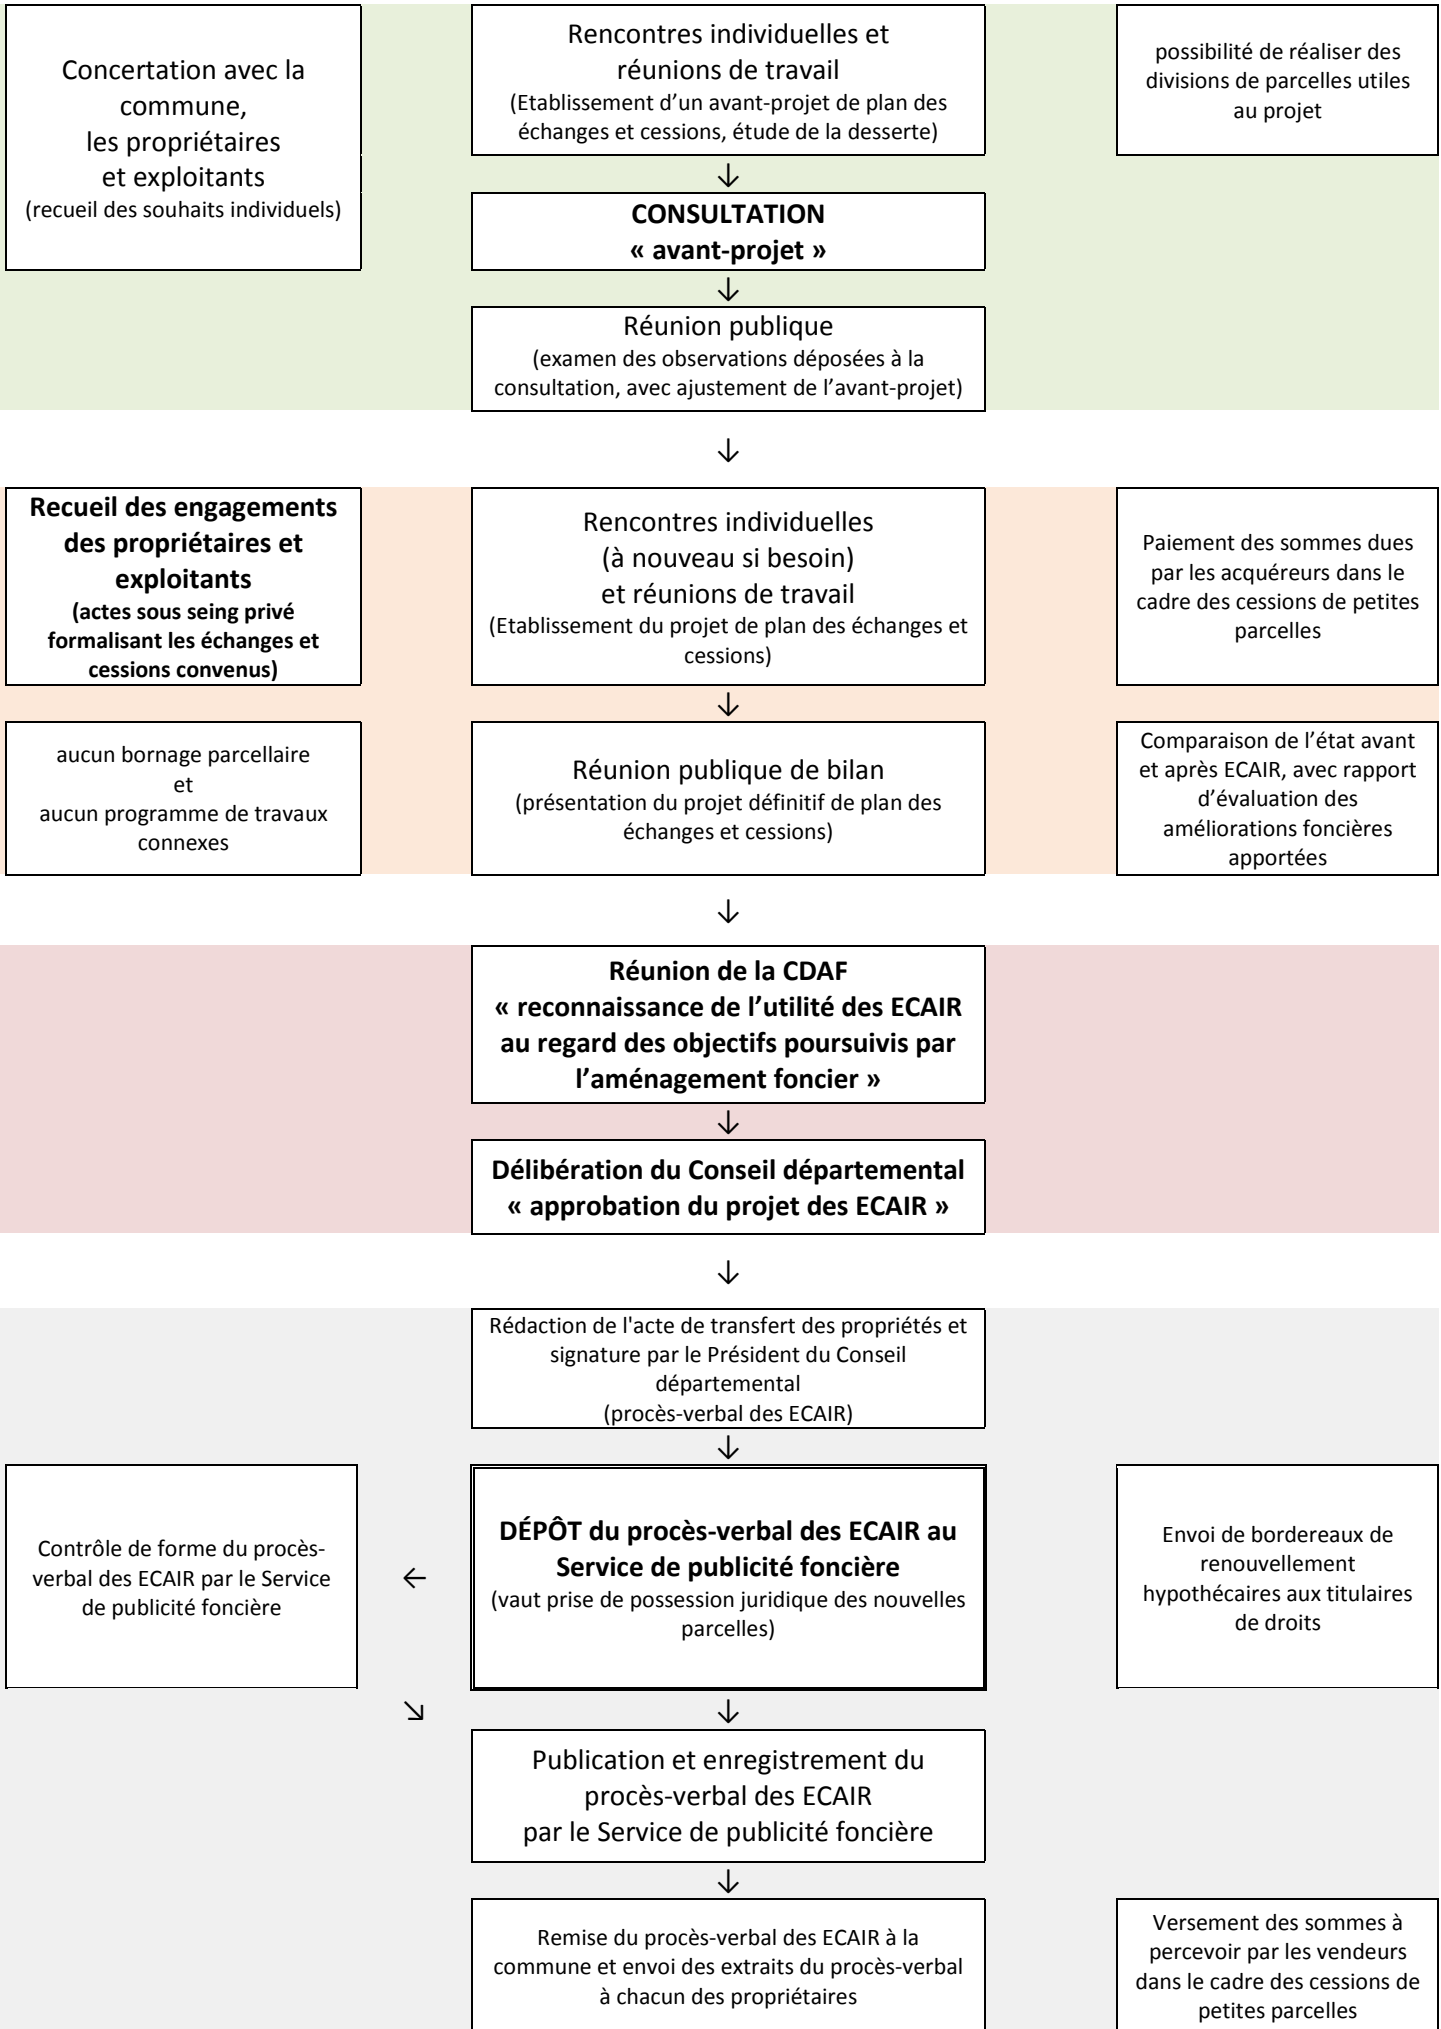 Concertation avec la
commune,
les propriétaires
et exploitants
(recueil des souhaits individuels)
Rencontres individuelles et
réunions de travail
(Etablissement d’un avant-projet de plan des
échanges et cessions, étude de la desserte)
possibilité de réaliser des
divisions de parcelles utiles
au projet
↓
CONSULTATION
« avant-projet »
↓
Réunion publique
(examen des observations déposées à la
consultation, avec ajustement de l’avant-projet)
↓
Recueil des engagements
des propriétaires et
exploitants
(actes sous seing privé
formalisant les échanges et
cessions convenus)
Rencontres individuelles
(à nouveau si besoin)
et réunions de travail
(Etablissement du projet de plan des échanges et
cessions)
Paiement des sommes dues
par les acquéreurs dans le
cadre des cessions de petites
parcelles
↓
aucun bornage parcellaire
et
aucun programme de travaux
connexes
Réunion publique de bilan
(présentation du projet définitif de plan des
échanges et cessions)
Comparaison de l’état avant
et après ECAIR, avec rapport
d’évaluation des
améliorations foncières
apportées
↓
Réunion de la CDAF
« reconnaissance de l’utilité des ECAIR
au regard des objectifs poursuivis par
l’aménagement foncier »
↓
Délibération du Conseil départemental
« approbation du projet des ECAIR »
↓
Rédaction de l'acte de transfert des propriétés et
signature par le Président du Conseil
départemental
(procès-verbal des ECAIR)
↓
Contrôle de forme du procès-
verbal des ECAIR par le Service
de publicité foncière
←
DÉPÔT du procès-verbal des ECAIR au
Service de publicité foncière
(vaut prise de possession juridique des nouvelles
parcelles)
Envoi de bordereaux de
renouvellement
hypothécaires aux titulaires
de droits
↘
↓
Publication et enregistrement du
procès-verbal des ECAIR
par le Service de publicité foncière
↓
Remise du procès-verbal des ECAIR à la
commune et envoi des extraits du procès-verbal
à chacun des propriétaires
Versement des sommes à
percevoir par les vendeurs
dans le cadre des cessions de
petites parcelles